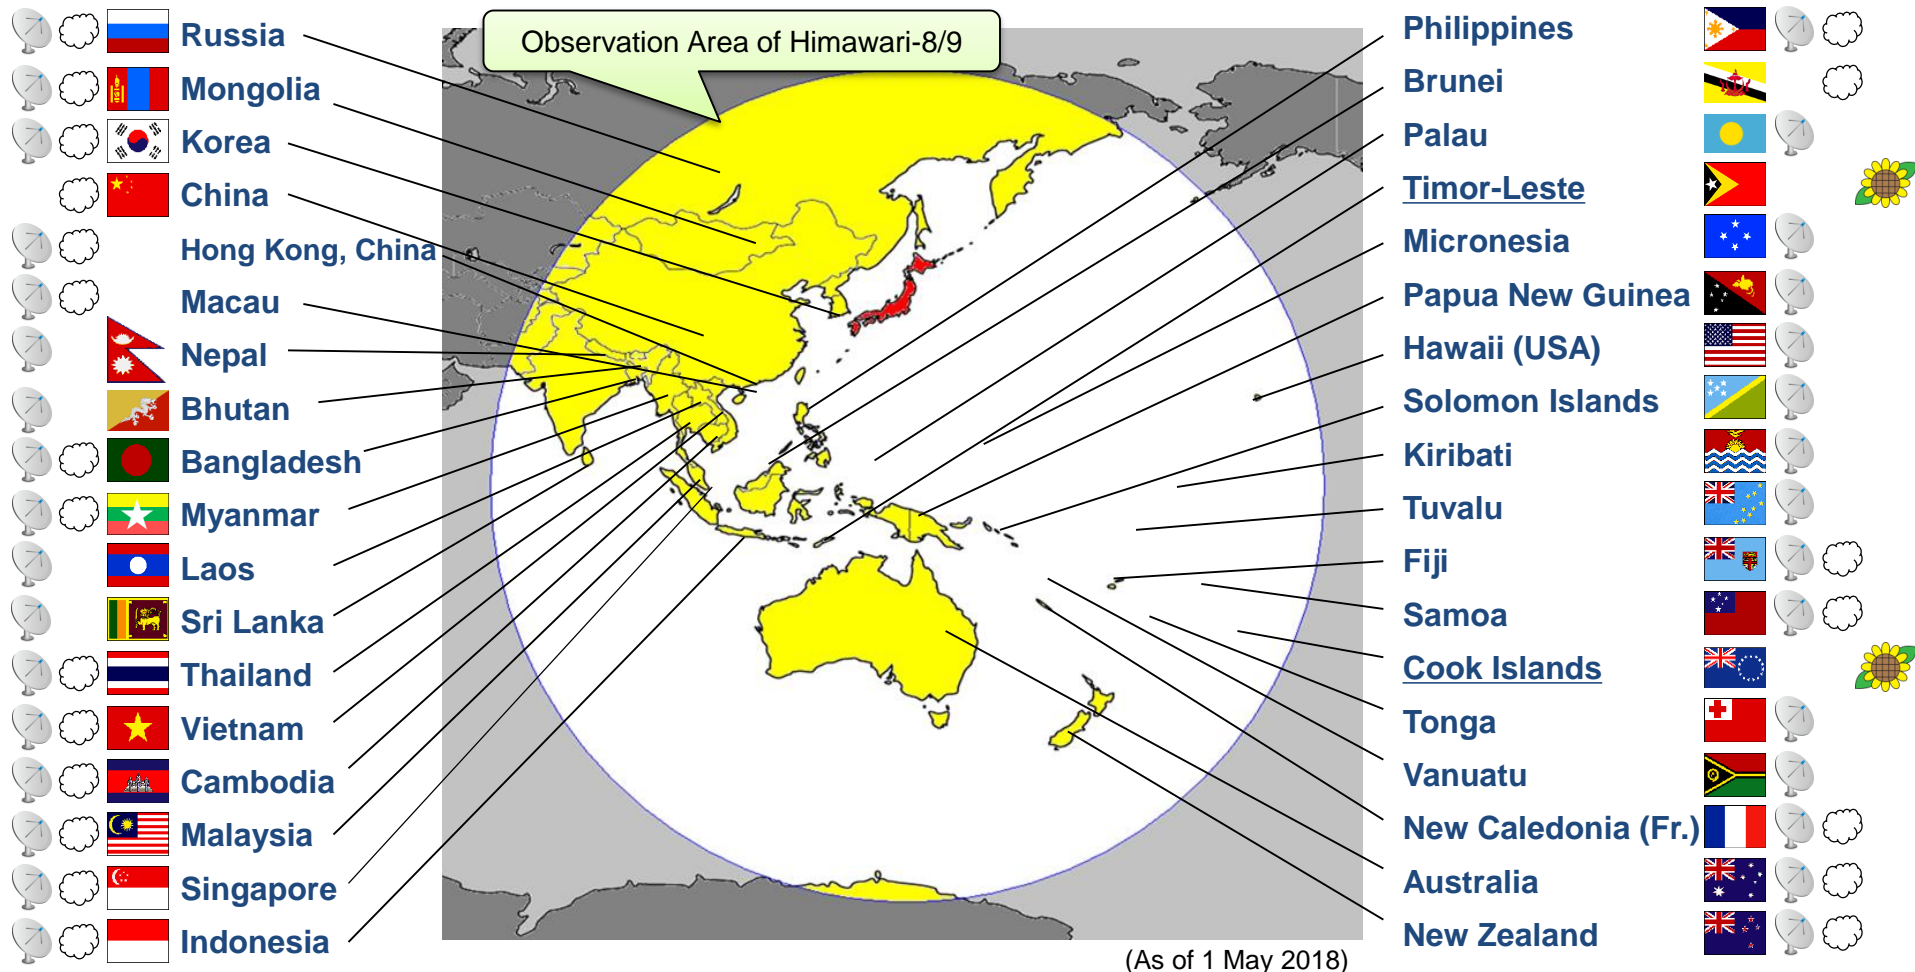 Observation Area of Himawari-8/9
Russia
Mongolia
Korea
China
Hong Kong, China
Macau
Nepal
Bhutan
Bangladesh
Myanmar
Laos
Sri Lanka
Thailand
Vietnam
Cambodia
Malaysia
Singapore
Indonesia
Philippines
Brunei
Palau
Timor-Leste
Micronesia
Papua New Guinea
Hawaii (USA)
Solomon Islands
Kiribati
Tuvalu
Fiji
Samoa
Cook Islands
Tonga
Vanuatu
New Caledonia (Fr.)
Australia
New Zealand
(As of 1 May 2018)